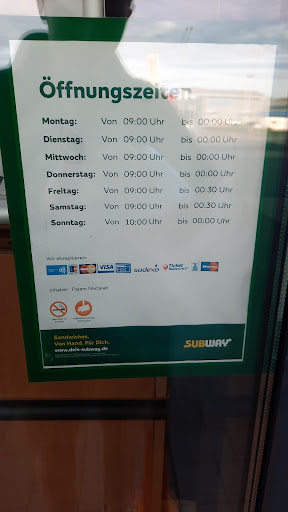 Öffnungszeiten
Montag: Von 09:00 Uhr bis 00:00 Uhr
Dienstag: Von 09:00 Uhr bis 00:00 Uhr
Mittwoch: Von 09:00 Uhr bis 00:00 Uhr
Donnerstag: Von 09:00 Uhr bis 00:00 Uhr
Freitag: Von 09:00 Uhr bis 00:30 Uhr
Samstag: Von 09:00 Uhr bis 00:30 Uhr
Sonntag: Von 10:00 Uhr bis 00:00 Uhr
Wir akzeptieren:
VISA sodexo Ticket
Inhaber:
Sandwiches.
Von Hand. Für Dich.
www.dein-subway.de
SUBWAY